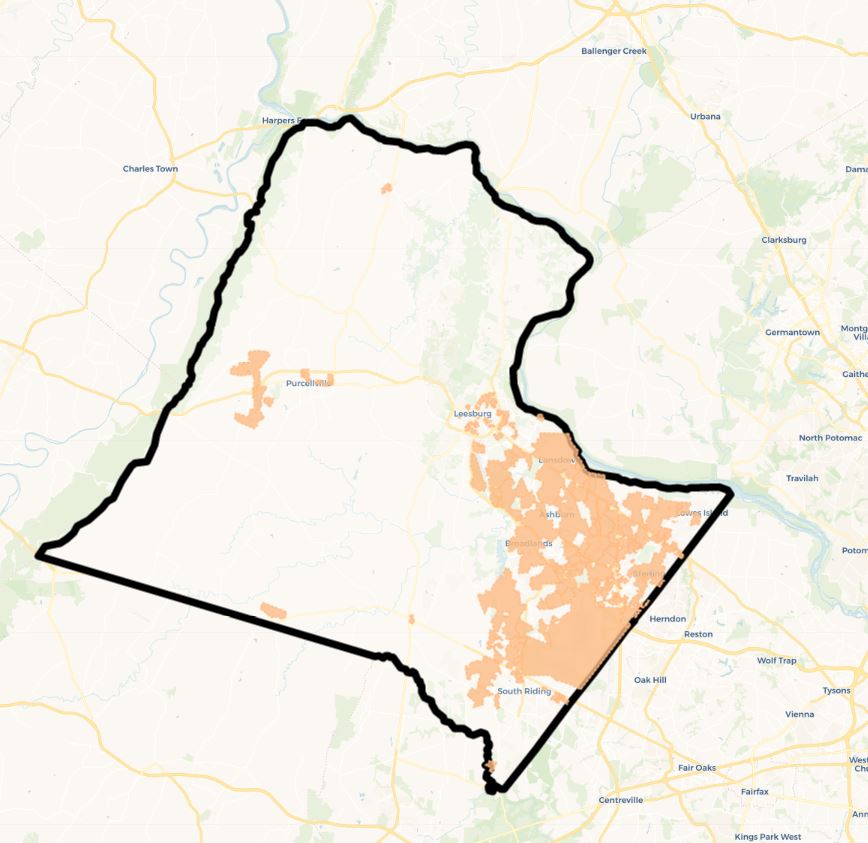 Ballenger Creek
Urbana
Harpers F
Charles Town
Dama
Clarksburg
Germantown
Montg
Vill
Gaithe
Purcellville
Leesburg
North Potomac
Lansdow
Travilah
Ashburn
Lowes Island
Broadlands
Potom
Sterling
Herndon
Reston
Wolf Trap
Oak Hill
Tysons
South Riding
Vienna
West
Chu
Fair Oaks
Fairfax
Centreville
Ann
Kings Park West